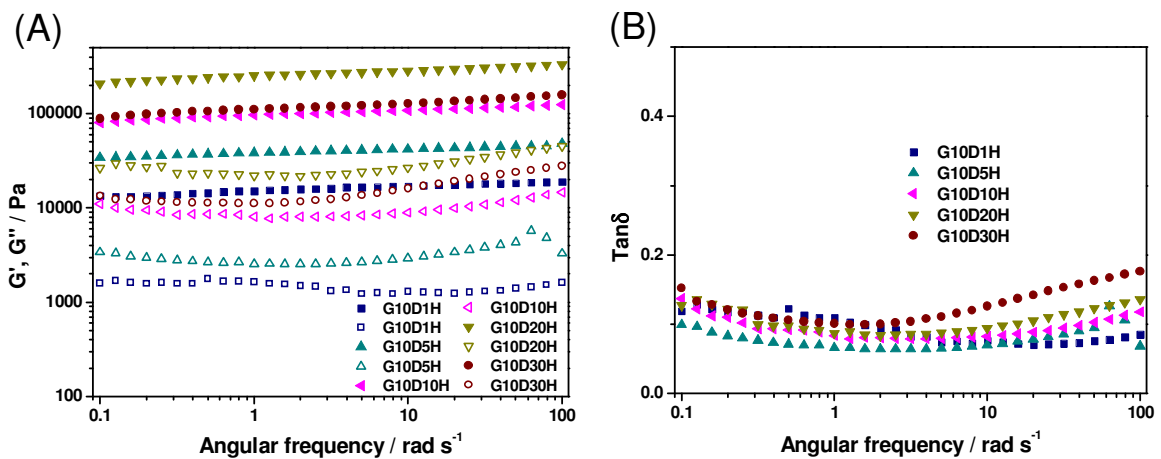 (A)
G', G'' / Pa
100000
10000
1000
100
G10D1H
G10D1H
G10D5H
G10D5H
G10D10H
G10D10H
G10D20H
G10D20H
G10D30H
G10D30H
0.1 1 10 100
Angular frequency / rad s⁻¹
(B)
Tanδ
0.4
0.2
0.0
G10D1H
G10D5H
G10D10H
G10D20H
G10D30H
0.1 1 10 100
Angular frequency / rad s⁻¹